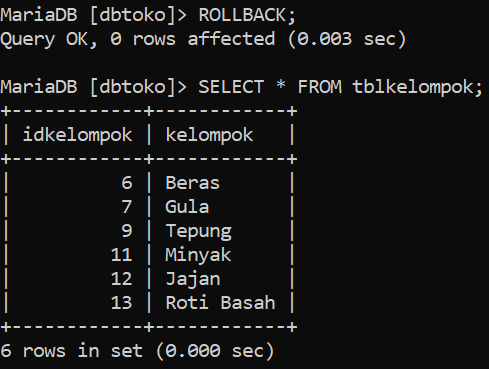 MariaDB [dbtoko]> ROLLBACK;
Query OK, 0 rows affected (0.003 sec)

MariaDB [dbtoko]> SELECT * FROM tblkelompok;
+------------+------------+
| idkelompok | kelompok   |
+------------+------------+
|          6 | Beras      |
|          7 | Gula       |
|          9 | Tepung     |
|         11 | Minyak     |
|         12 | Jajan      |
|         13 | Roti Basah |
+------------+------------+
6 rows in set (0.000 sec)